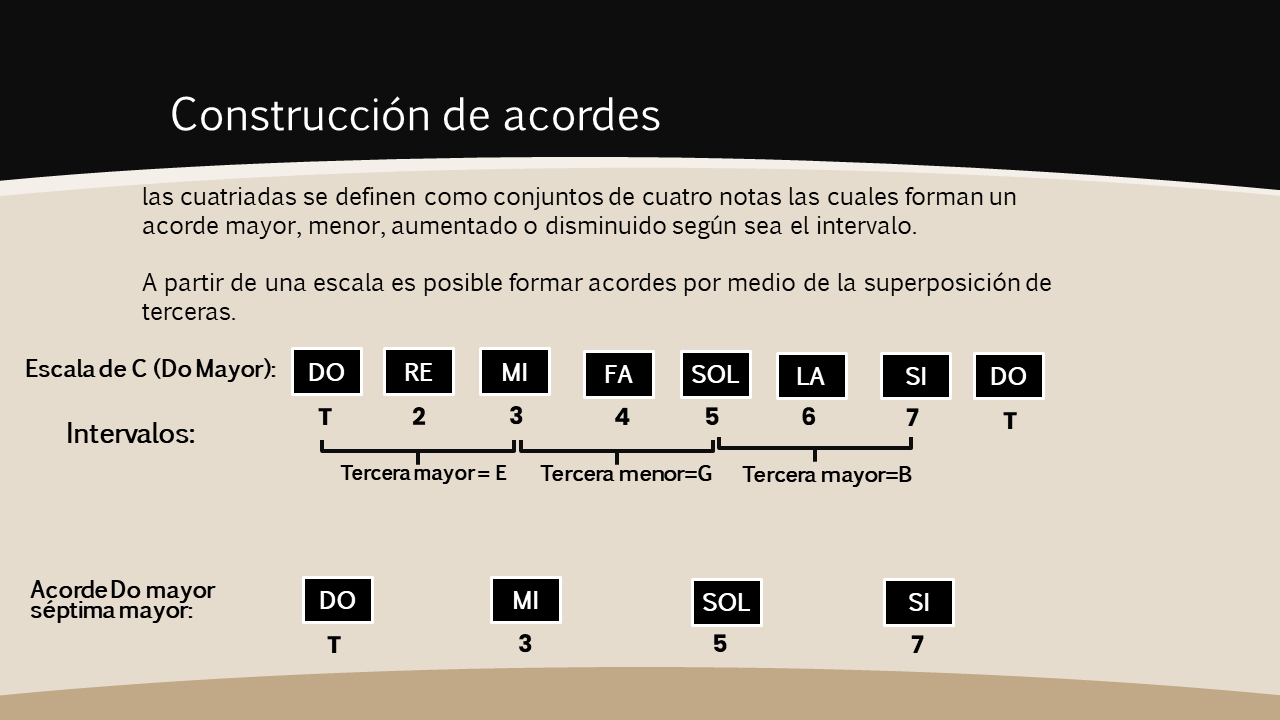 Construcción de acordes
las cuatriadas se definen como conjuntos de cuatro notas las cuales forman un
acorde mayor, menor, aumentado o disminuido según sea el intervalo.
A partir de una escala es posible formar acordes por medio de la superposición de
terceras.
Escala de C (Do Mayor): DO RE MI FA SOL LA SI DO
Intervalos: T 2 3 4 5 6 7 T
Tercera mayor= E Tercera menor=G Tercera mayor=B
Acorde Do mayor
séptima mayor: DO MI SOL SI
T 3 5 7